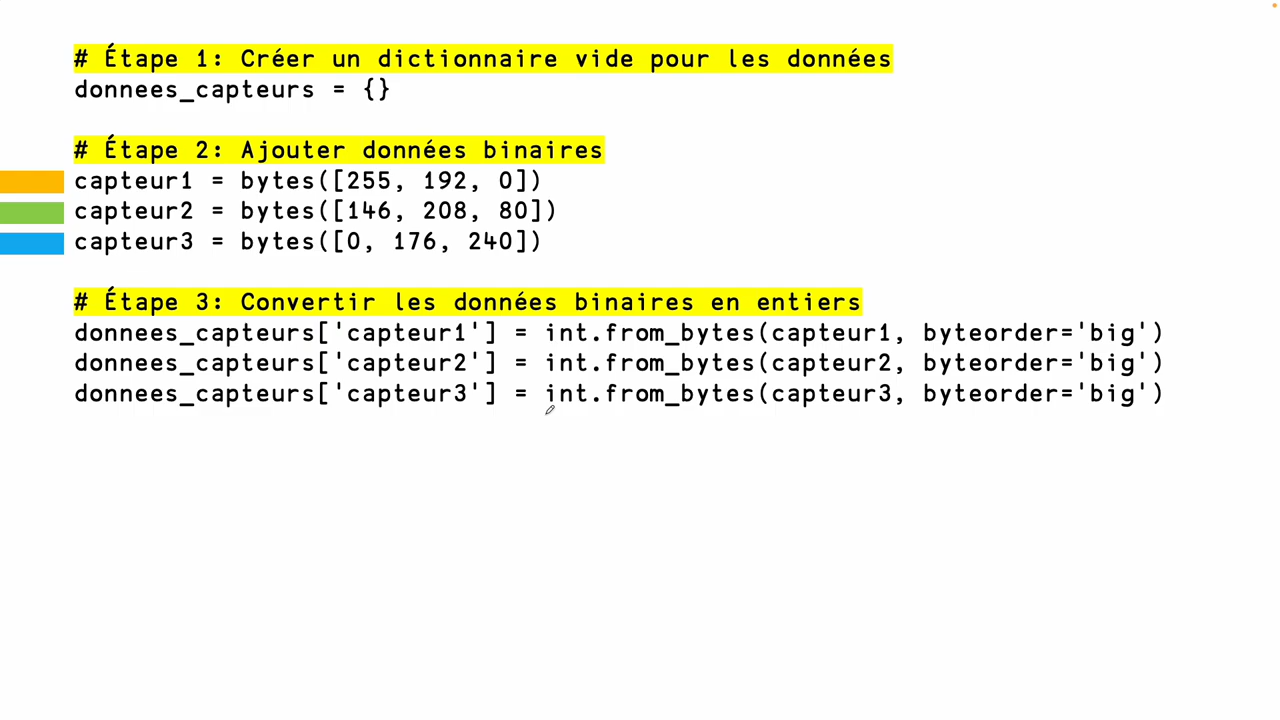 # Étape 1: Créer un dictionnaire vide pour les données
donnees_capteurs = {}
# Étape 2: Ajouter données binaires
capteur1 = bytes([255, 192, 0])
capteur2 = bytes([146, 208, 80])
capteur3 = bytes([0, 176, 240])
# Étape 3: Convertir les données binaires en entiers
donnees_capteurs['capteur1'] = int.from_bytes(capteur1, byteorder='big')
donnees_capteurs['capteur2'] = int.from_bytes(capteur2, byteorder='big')
donnees_capteurs['capteur3'] = int.from_bytes(capteur3, byteorder='big')